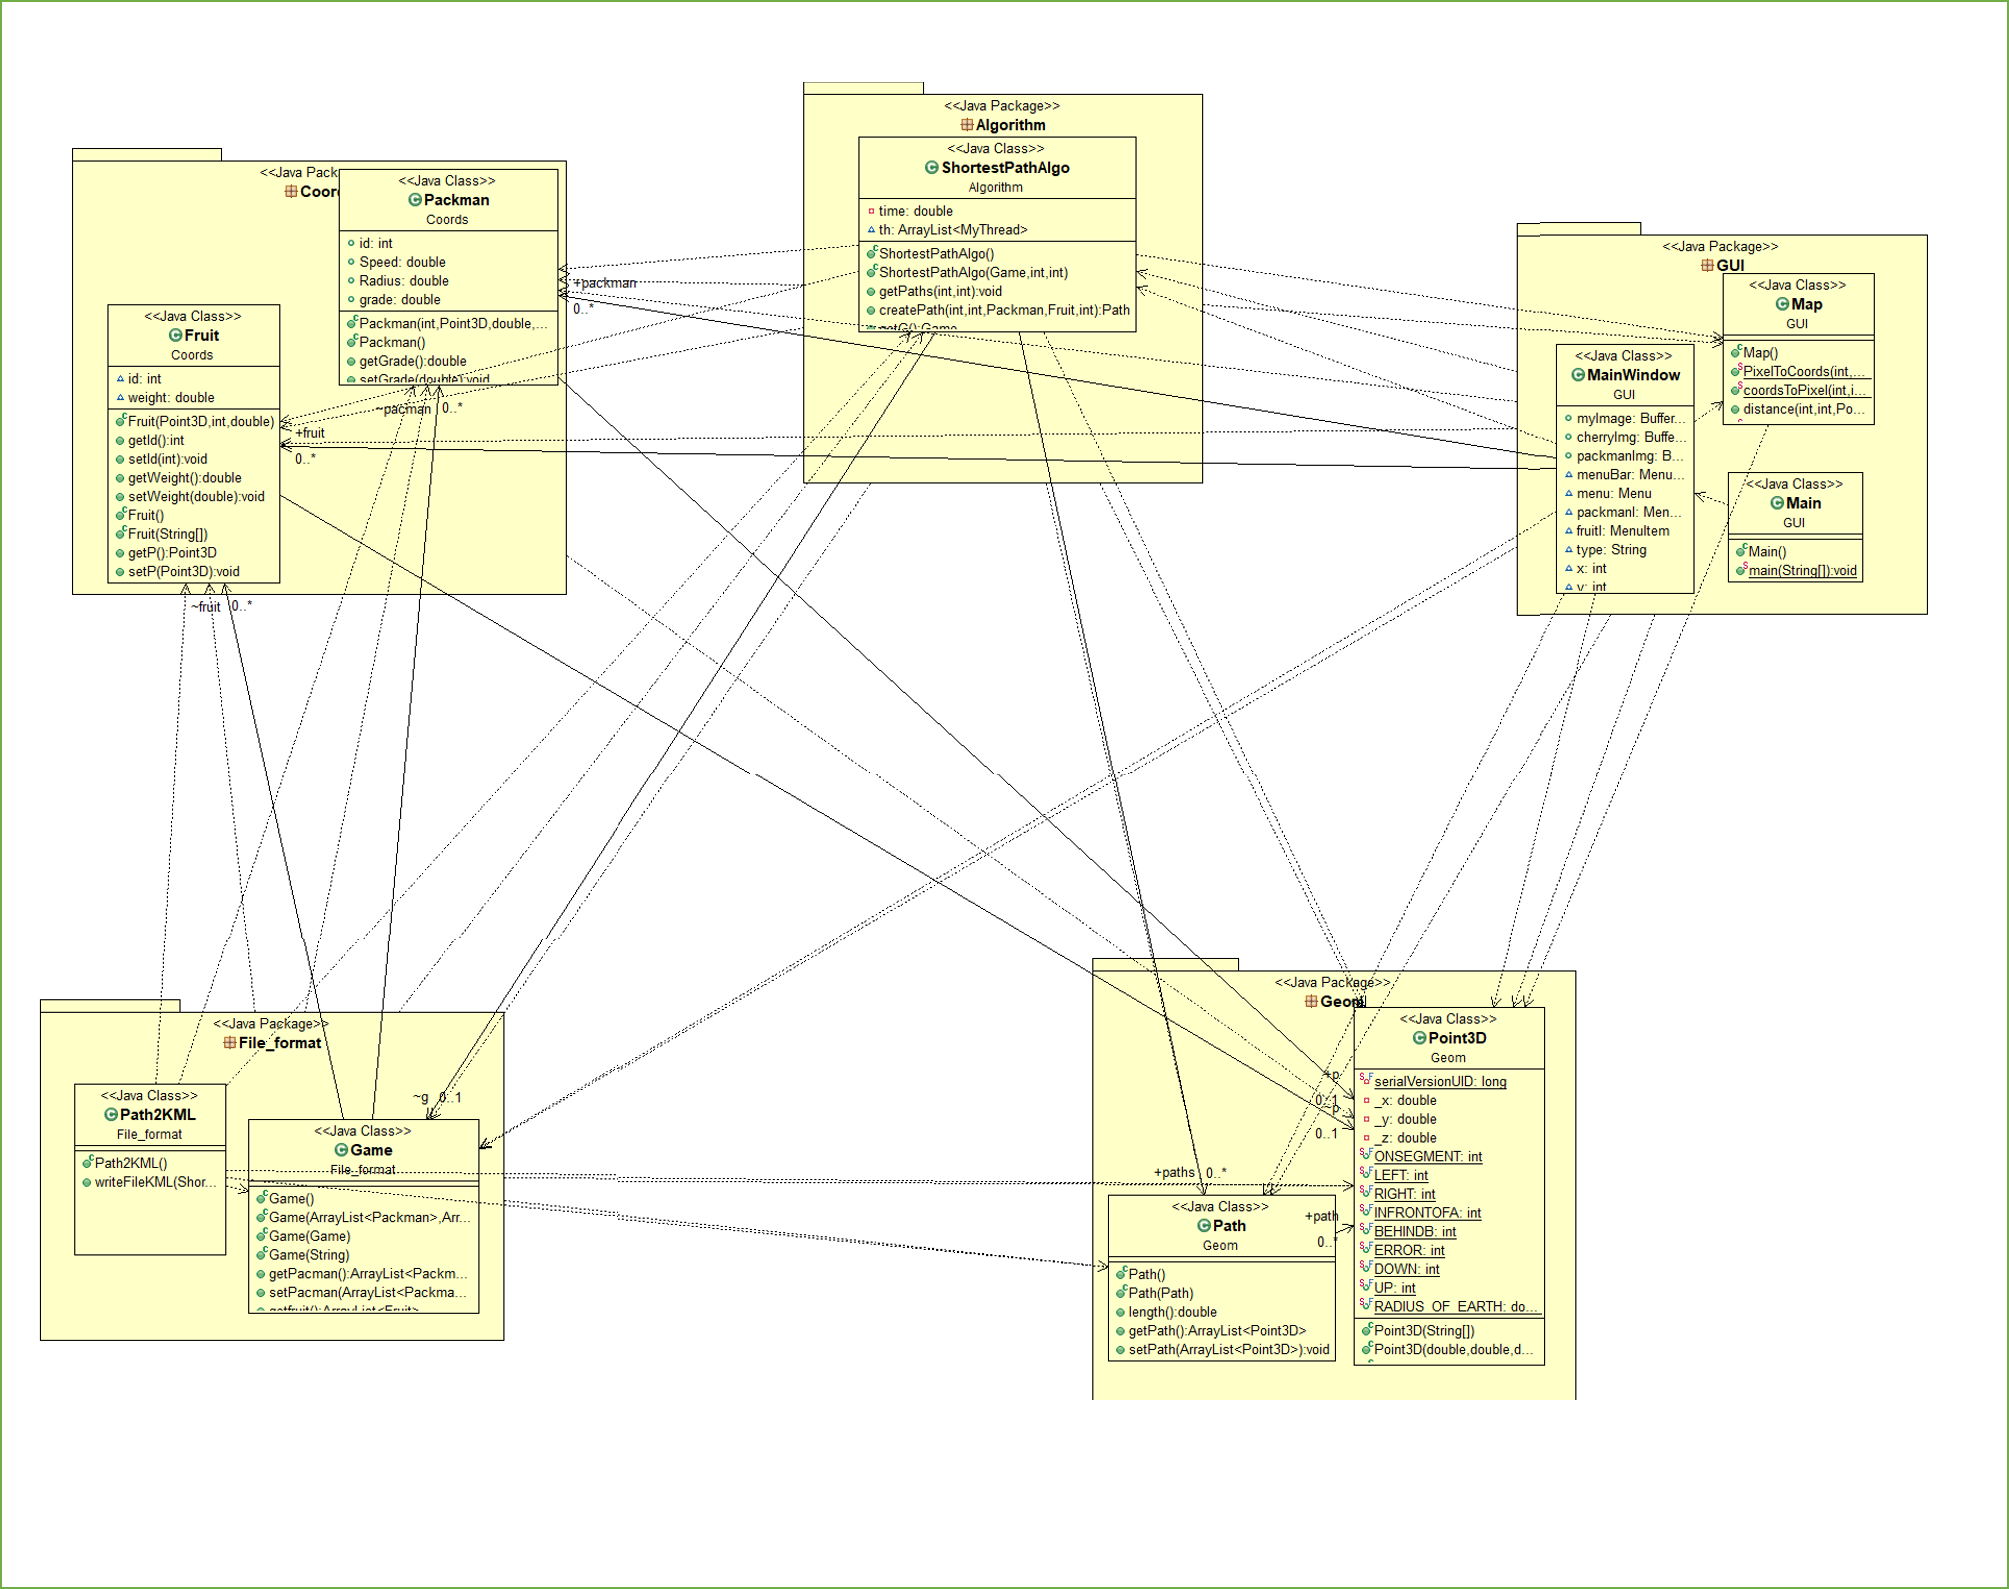 <<Java Package>>
Algorithm
<<Java Class>>
ShortestPathAlgo
Algorithm
time: double
th: ArrayList<MyThread>
ShortestPathAlgo()
ShortestPathAlgo(Game,int,int)
getPaths(int,int):void
createPath(int,int,Packman,Fruit,int):Path
getG():Game
<<Java Pack
Coor
<<Java Class>>
Packman
Coords
id: int
Speed: double
Radius: double
grade: double
Packman(int,Point3D,double,...
Packman()
getGrade():double
setGrade(double):void
+packman
0..*
~pacman
0..*
<<Java Class>>
Fruit
Coords
id: int
weight: double
Fruit(Point3D,int,double)
getId():int
setId(int):void
getWeight():double
setWeight(double):void
Fruit()
Fruit(String[])
getP():Point3D
setP(Point3D):void
+fruit
0..*
~fruit
0..*
<<Java Package>>
GUI
<<Java Class>>
Map
GUI
Map()
PixelToCoords(int,...
coordsToPixel(int,i...
distance(int,int,Po...
<<Java Class>>
MainWindow
GUI
myImage: Buffer...
cherryImg: Buffe...
packmanImg: B...
menuBar: Menu...
menu: Menu
packmanI: Men...
fruitI: MenuItem
type: String
x: int
y: int
<<Java Class>>
Main
GUI
Main()
main(String[]):void
<<Java Package>>
File_format
<<Java Class>>
Path2KML
File_format
Path2KML()
writeFileKML(Shor...
~g
0..1
<<Java Class>>
Game
File_format
Game()
Game(ArrayList<Packman>,Arr...
Game(Game)
Game(String)
getPacman():ArrayList<Packm...
setPacman(ArrayList<Packma...
getfruit():ArrayList<Fruit>
<<Java Package>>
Geom
<<Java Class>>
Point3D
Geom
serialVersionUID: long
_x: double
_y: double
_z: double
ONSEGMENT: int
LEFT: int
RIGHT: int
INFRONTOFA: int
BEHINDB: int
ERROR: int
DOWN: int
UP: int
RADIUS_OF_EARTH: do...
Point3D(String[])
Point3D(double,double,d...
+p
0..1
~p
0..1
+paths
0..*
+path
0..*
<<Java Class>>
Path
Geom
Path()
Path(Path)
length():double
getPath():ArrayList<Point3D>
setPath(ArrayList<Point3D>):void